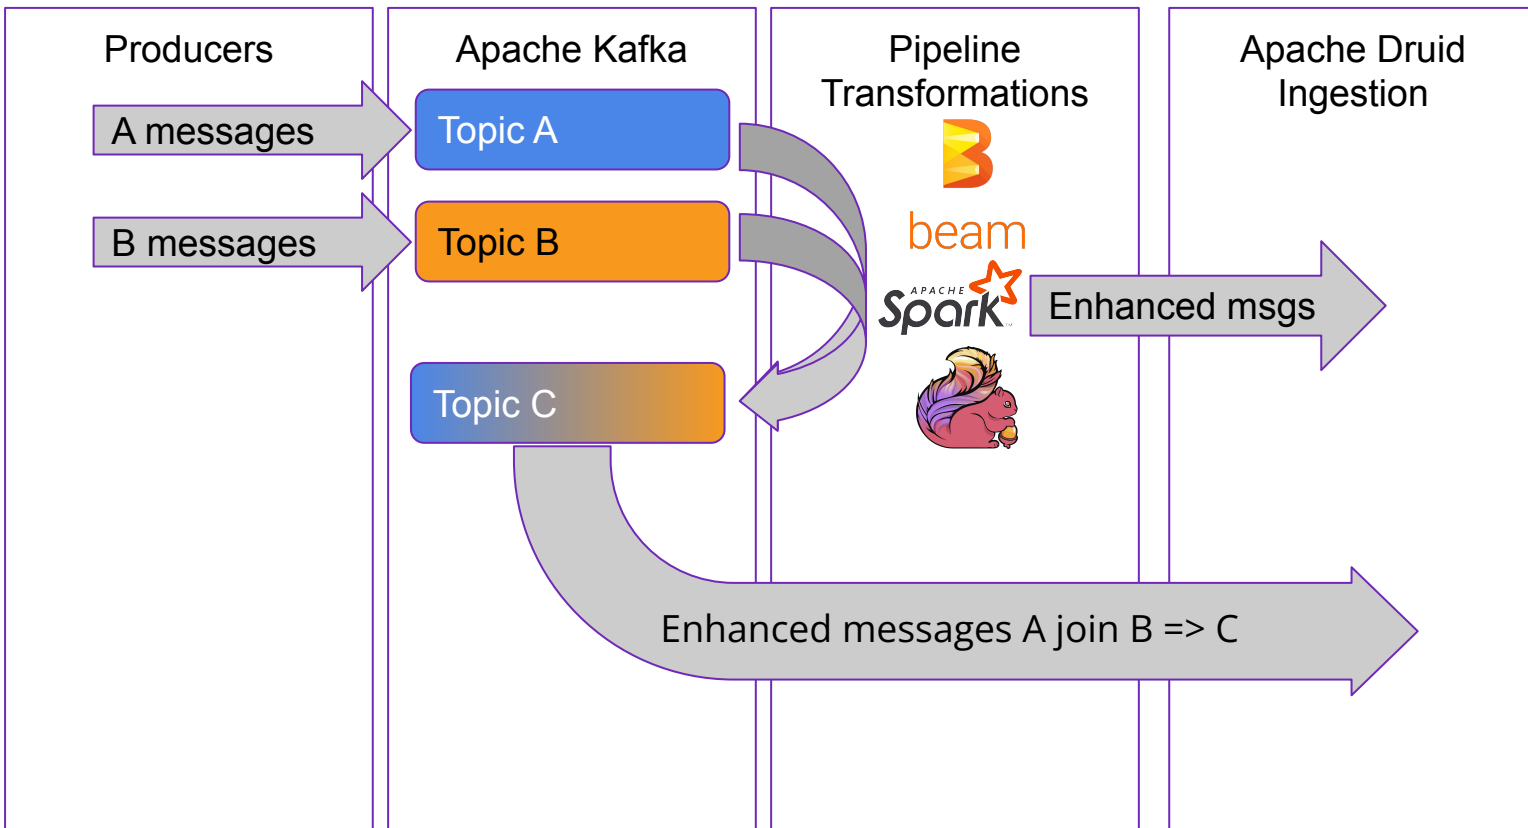 Producers
Apache Kafka
Pipeline
Transformations
Apache Druid
Ingestion
A messages
Topic A
B messages
Topic B
beam
APACHE
Spark
TM
Enhanced msgs
Topic C
Enhanced messages A join B => C